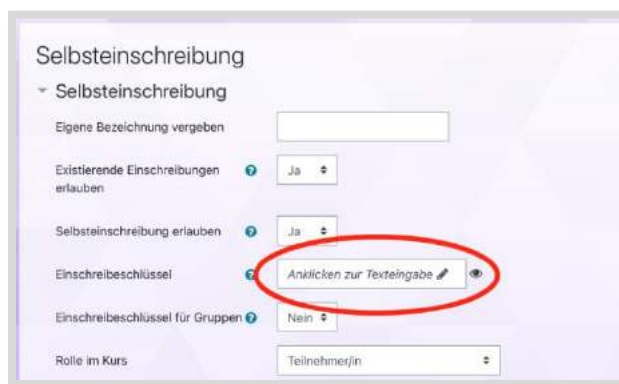 Selbsteinschreibung
Selbsteinschreibung
Eigene Bezeichnung vergeben
Existierende Einschreibungen erlauben Ja
Selbsteinschreibung erlauben Ja
Einschreibeschlüssel Anklicken zur Texteingabe
Einschreibeschlüssel für Gruppen Nein
Rolle im Kurs Teilnehmer/in